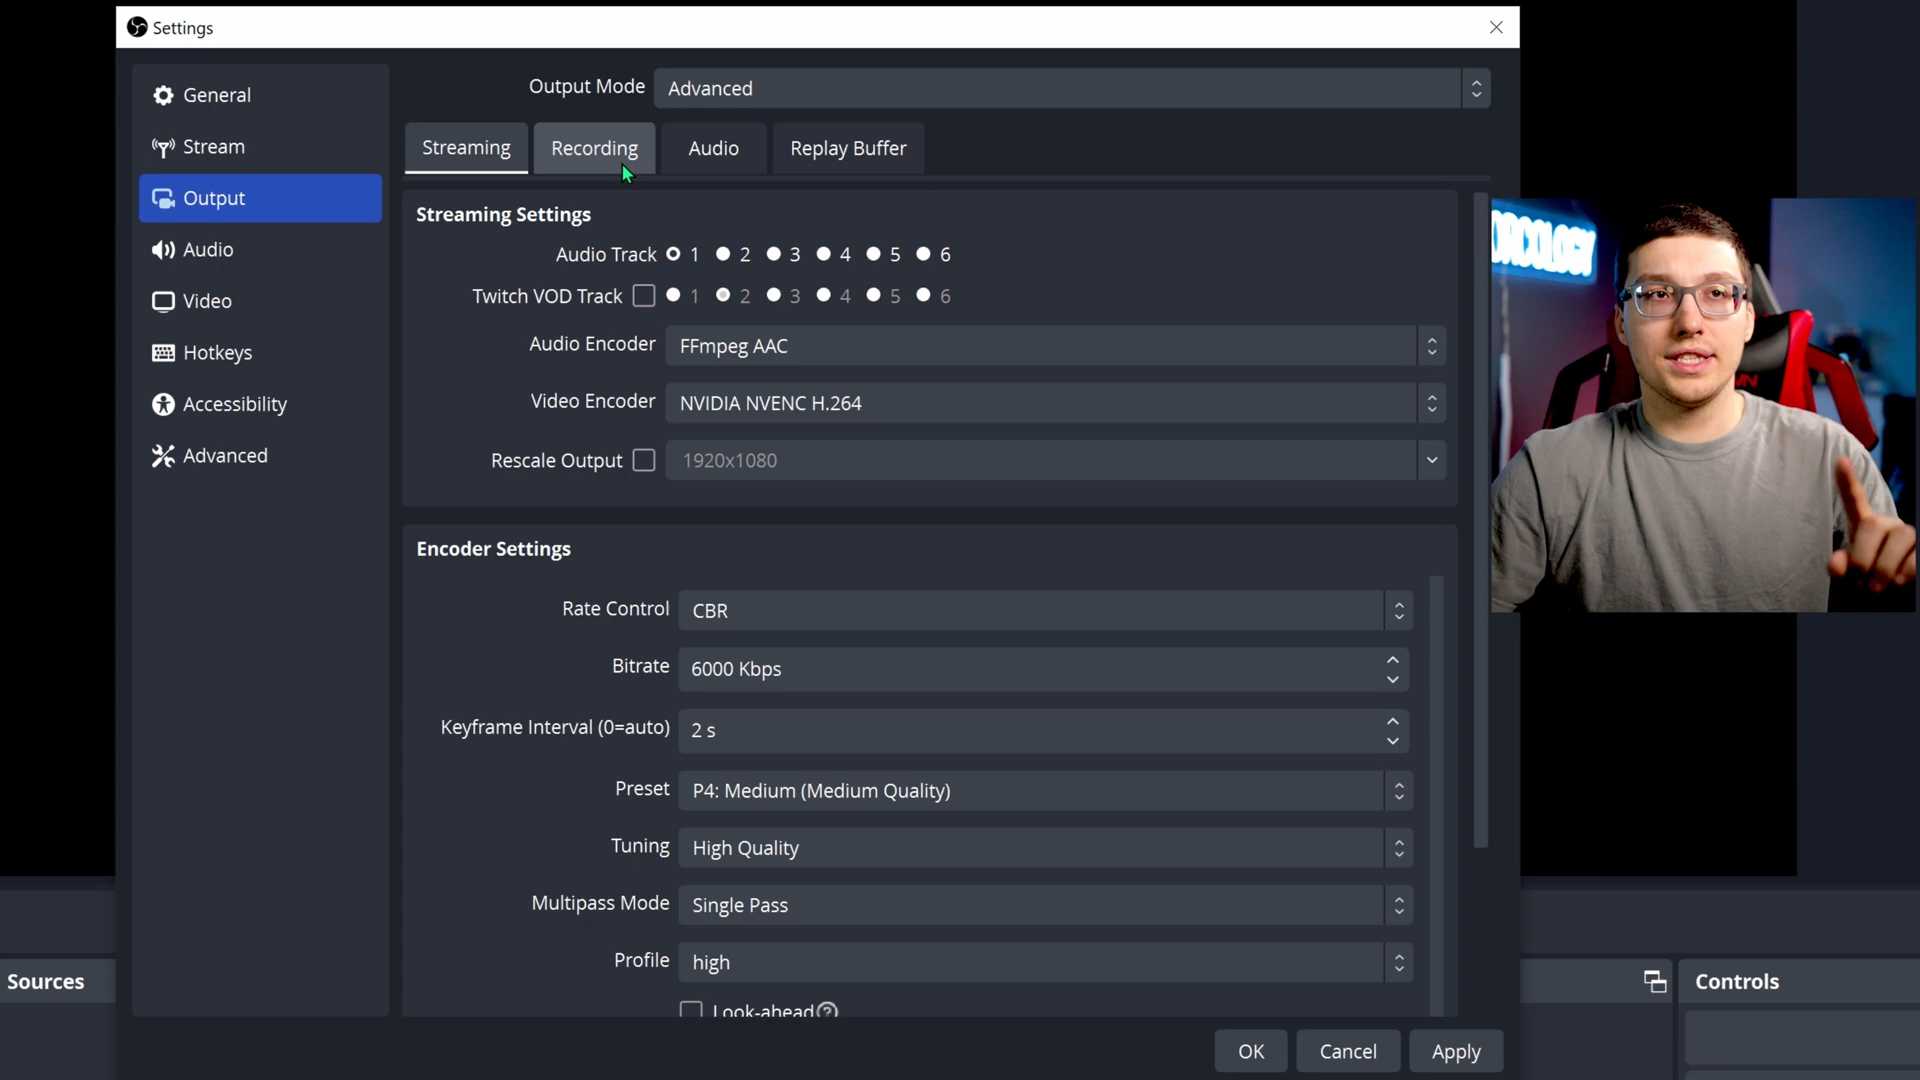 Settings
General
Stream
Output
Audio
Video
Hotkeys
Accessibility
Advanced
Output Mode Advanced
Streaming Recording Audio Replay Buffer
Streaming Settings
Audio Track 1 2 3 4 5 6
Twitch VOD Track 1 2 3 4 5 6
Audio Encoder FFmpeg AAC
Video Encoder NVIDIA NVENC H.264
Rescale Output 1920x1080
Encoder Settings
Rate Control CBR
Bitrate 6000 Kbps
Keyframe Interval (0=auto) 2 s
Preset P4: Medium (Medium Quality)
Tuning High Quality
Multipass Mode Single Pass
Profile high
Look-ahead
OK Cancel Apply
Sources
Controls